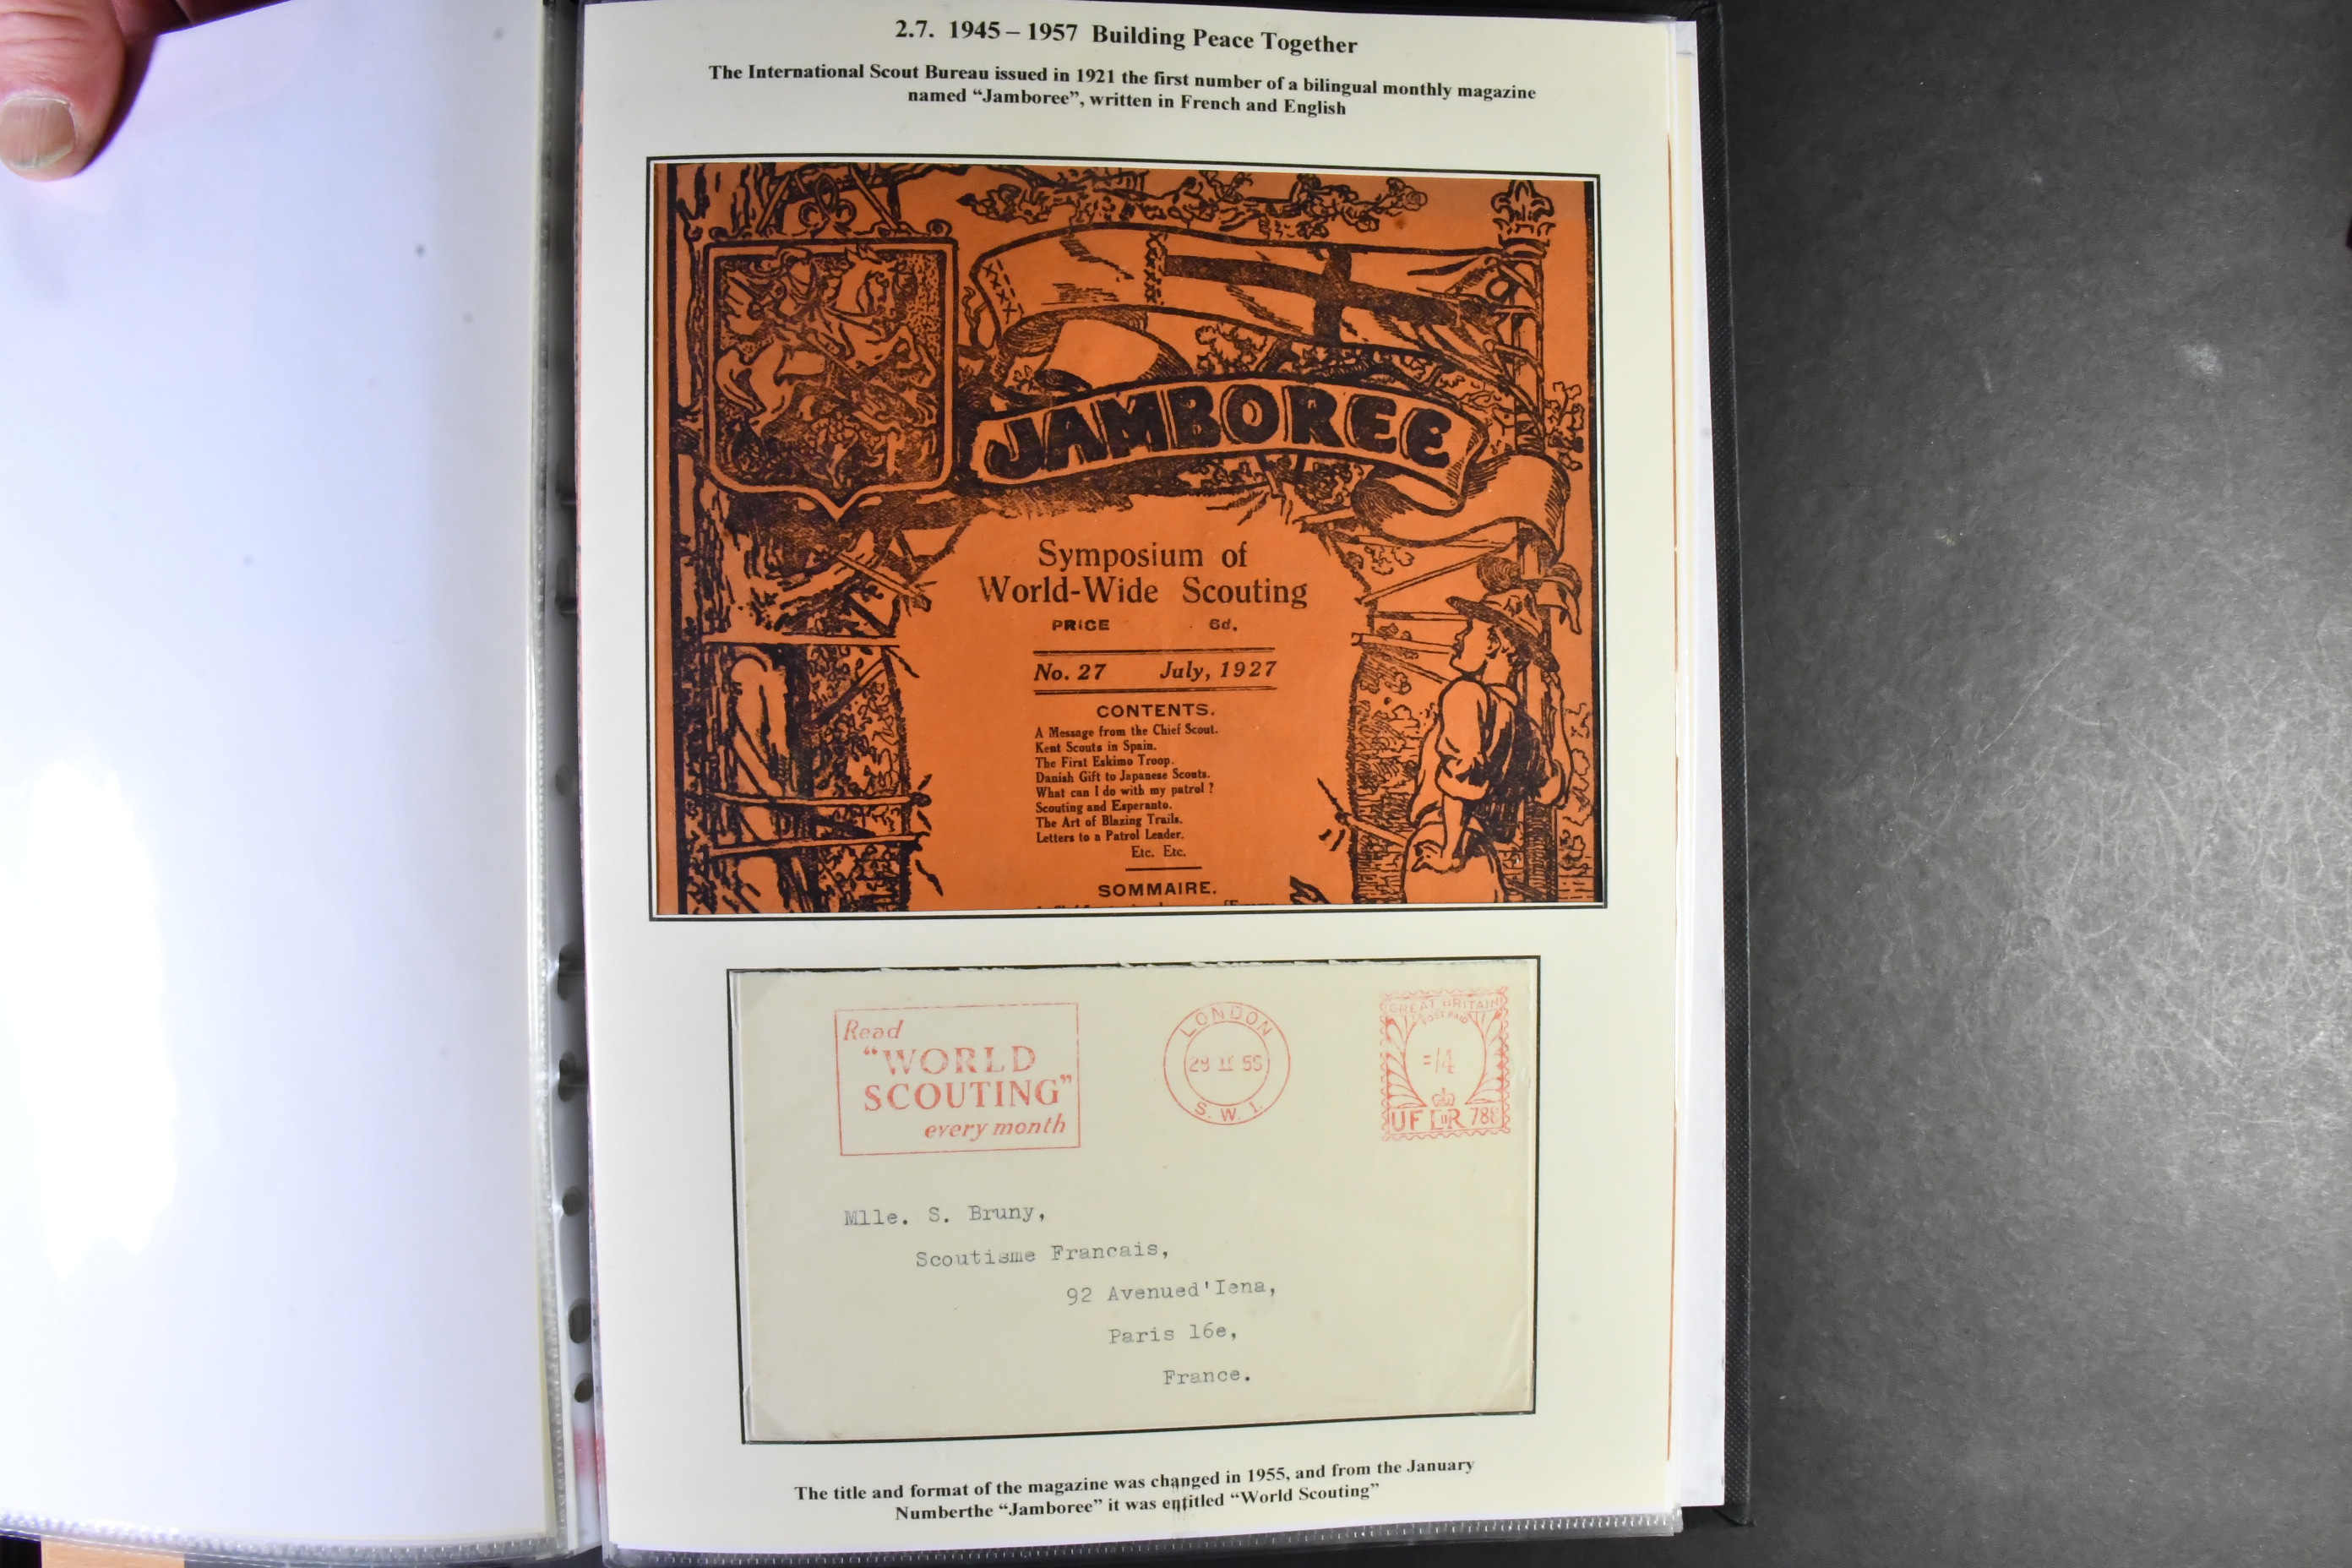 2.7. 1945 – 1957 Building Peace Together
The International Scout Bureau issued in 1921 the first number of a bilingual monthly magazine
named “Jamboree”, written in French and English
JAMBOREE
Symposium of
World-Wide Scouting
PRICE 6d.
No. 27 July, 1927
CONTENTS.
A Message from the Chief Scout.
Kent Scouts in Spain.
The First Eskimo Troop.
Danish Gift to Japanese Scouts.
What can I do with my patrol ?
Scouting and Esperanto.
The Art of Blazing Trails.
Letters to a Patrol Leader.
Etc. Etc.
SOMMAIRE.
Read
“WORLD
SCOUTING”
every month
LONDON
S. W. 1.
GREAT BRITAIN
POST PAID
=/4
Mlle. S. Bruny,
Scoutisme Francais,
92 Avenued'Iena,
Paris 16e,
France.
The title and format of the magazine was changed in 1955, and from the January
Numberthe “Jamboree” it was entitled “World Scouting”